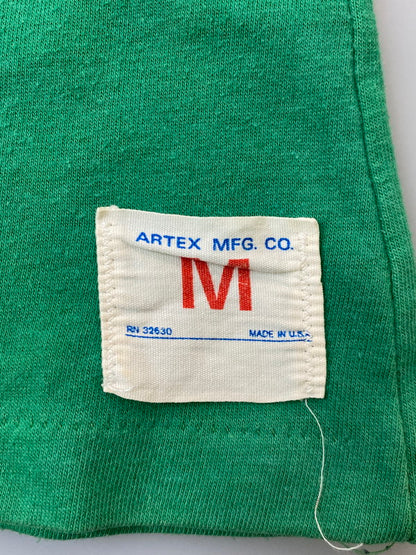 ARTEX MFG. CO.
M
RN 32630 MADE IN U.S.A